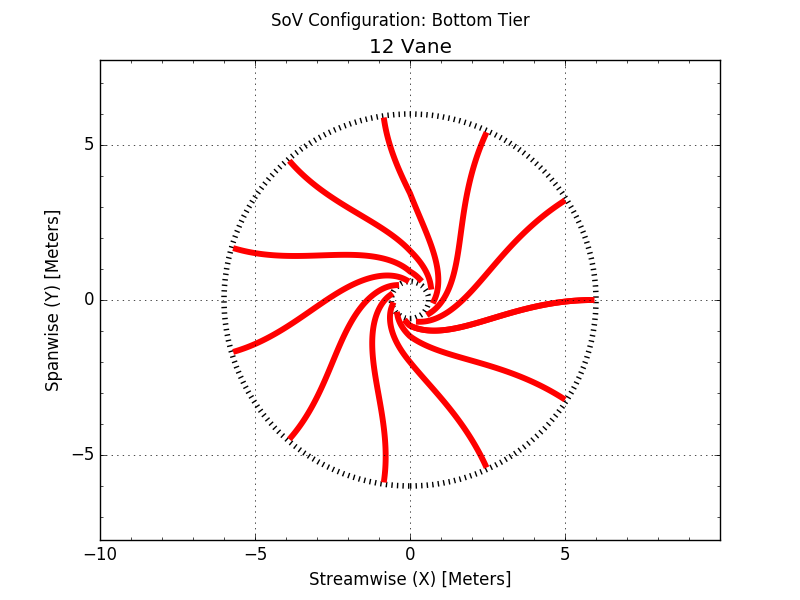 SoV Configuration: Bottom Tier
12 Vane
Spanwise (Y) [Meters]
5
0
−5
−10
−5
0
5
Streamwise (X) [Meters]